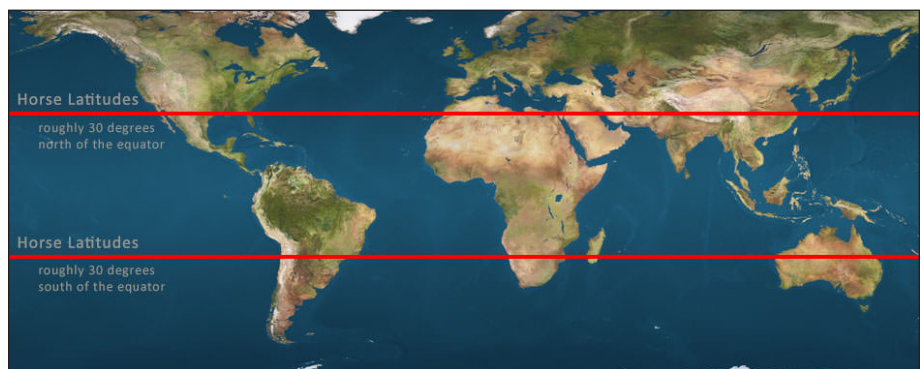 Horse Latitudes
roughly 30 degrees
north of the equator
Horse Latitudes
roughly 30 degrees
south of the equator